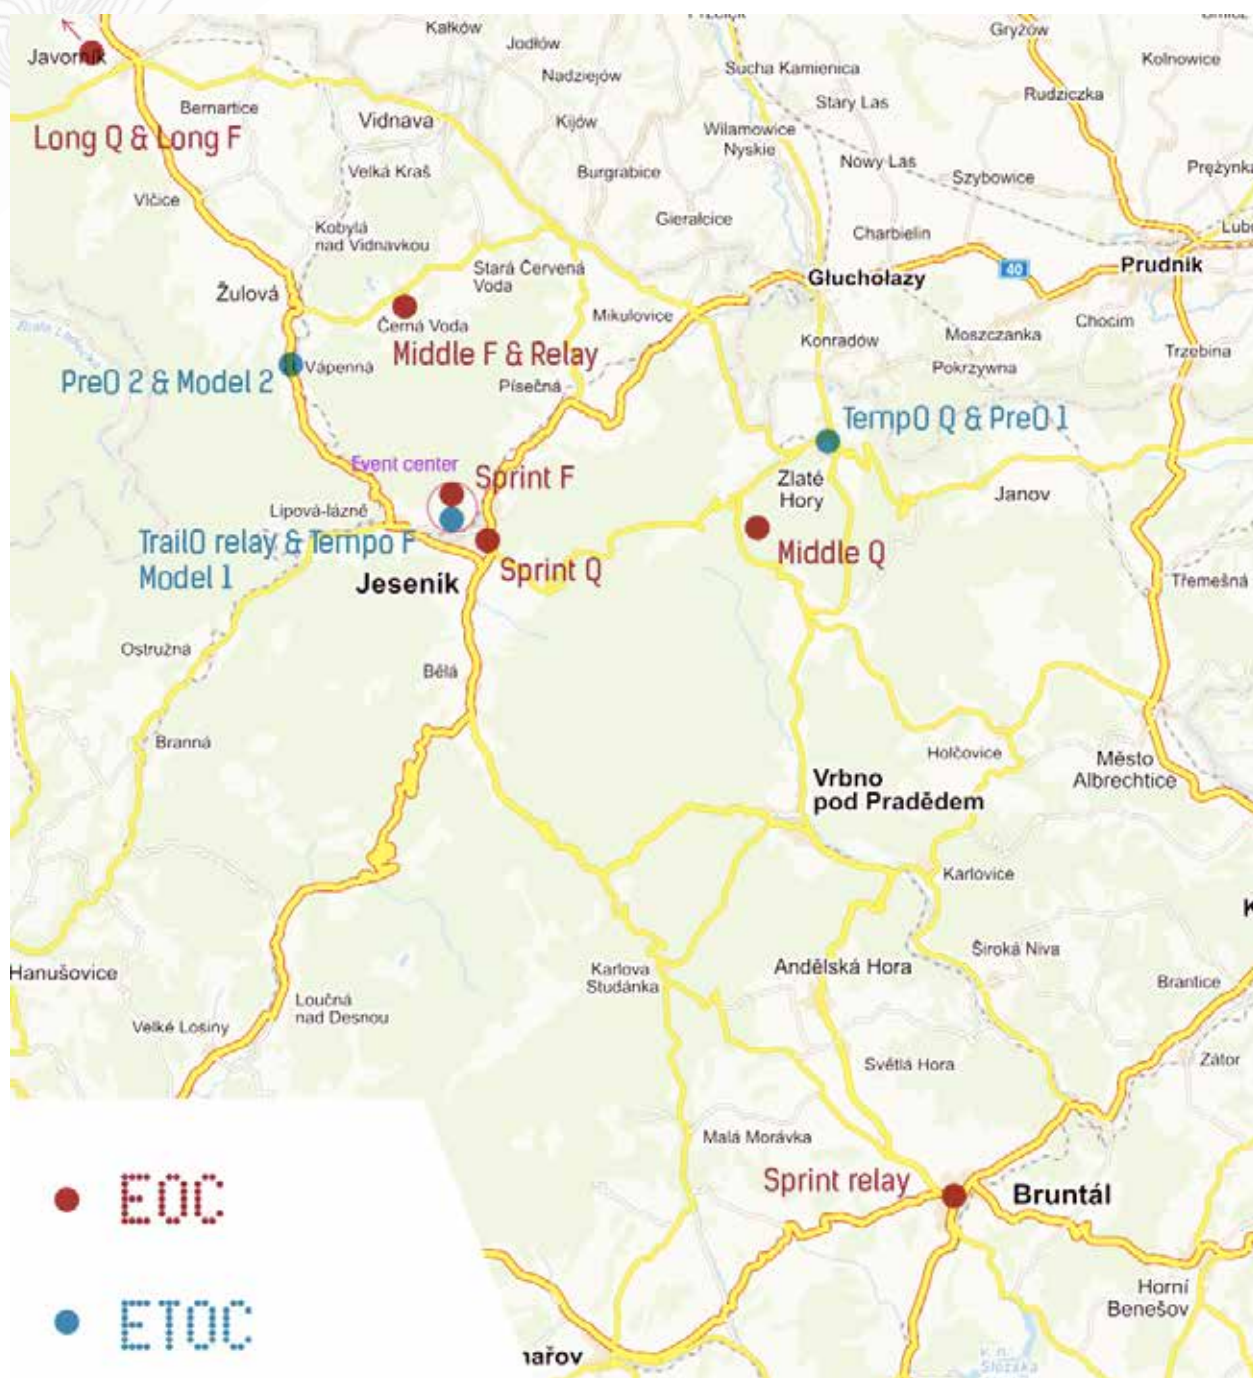 Kałków
Gryżów
Jodłów
Javorník
Kolnowice
Nadziejów
Sucha Kamienica
Rudziczka
Bernartice
Stary Las
Vidnava
Kijów
Wilamowice
Nyskie
Long Q & Long F
Nowy Las
Velká Kraš
Burgrabice
Szybowice
Prężynka
Vlčice
Gierałcice
Kobylá
nad Vidnavkou
Charbielin
Stará Červená
Voda
Głuchołazy
40
Prudnik
Žulová
Mikulovice
Černá Voda
Chocim
Konradów
Moszczanka
Middle F & Relay
Trzebina
Vápenná
Pokrzywna
PreO 2 & Model 2
Písečná
TempO Q & PreO 1
Event center
Sprint F
Zlaté
Hory
Janov
Lipová-lázně
TrailO relay & Tempo F
Model 1
Middle Q
Sprint Q
Jeseník
Třemešná
Ostružná
Bělá
Branná
Holčovice
Město
Albrechtice
Vrbno
pod Pradědem
Karlovice
Široká Niva
Hanušovice
Karlova
Studánka
Andělská Hora
Brantice
Loučná
nad Desnou
Velké Losiny
Světlá Hora
Zátor
Malá Morávka
Sprint relay
Bruntál
EOC
Horní
Benešov
ETOC
v. n.
Slezská